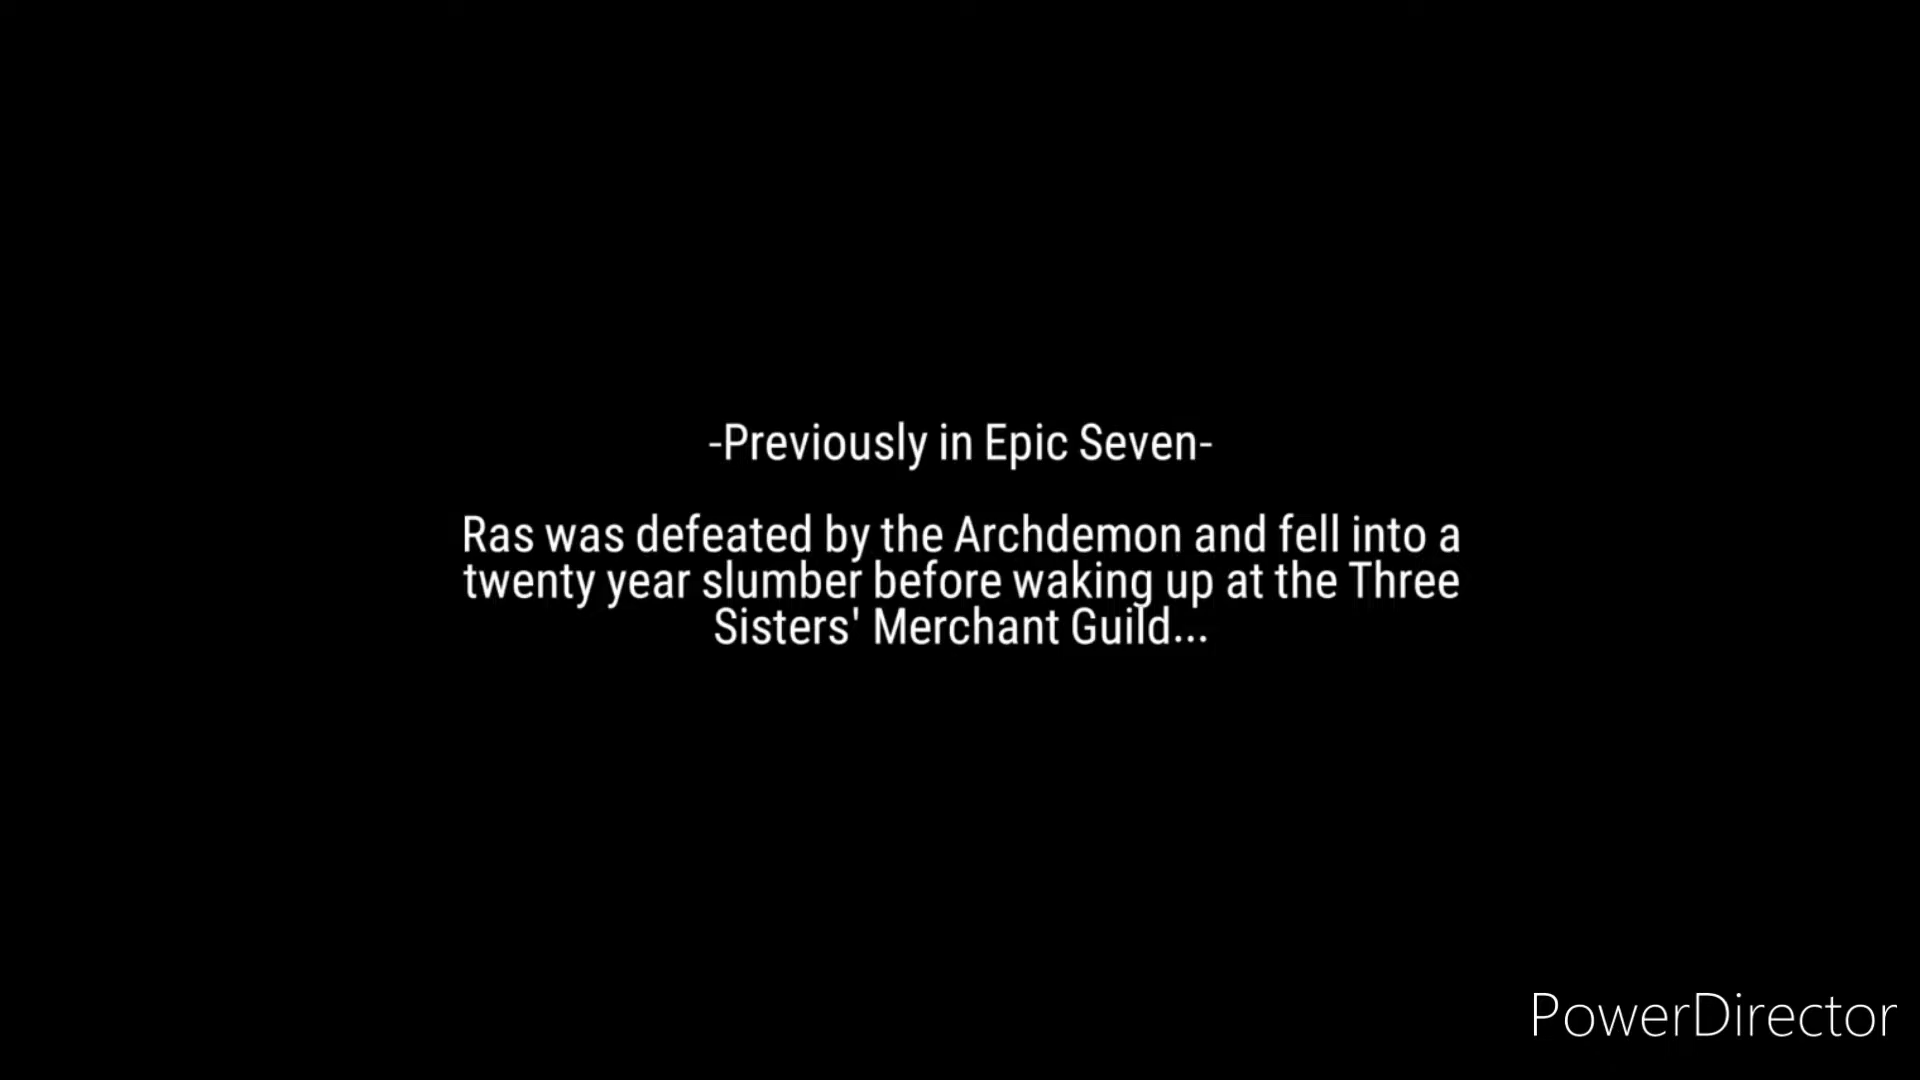 -Previously in Epic Seven-
Ras was defeated by the Archdemon and fell into a
twenty year slumber before waking up at the Three
Sisters' Merchant Guild...
PowerDirector